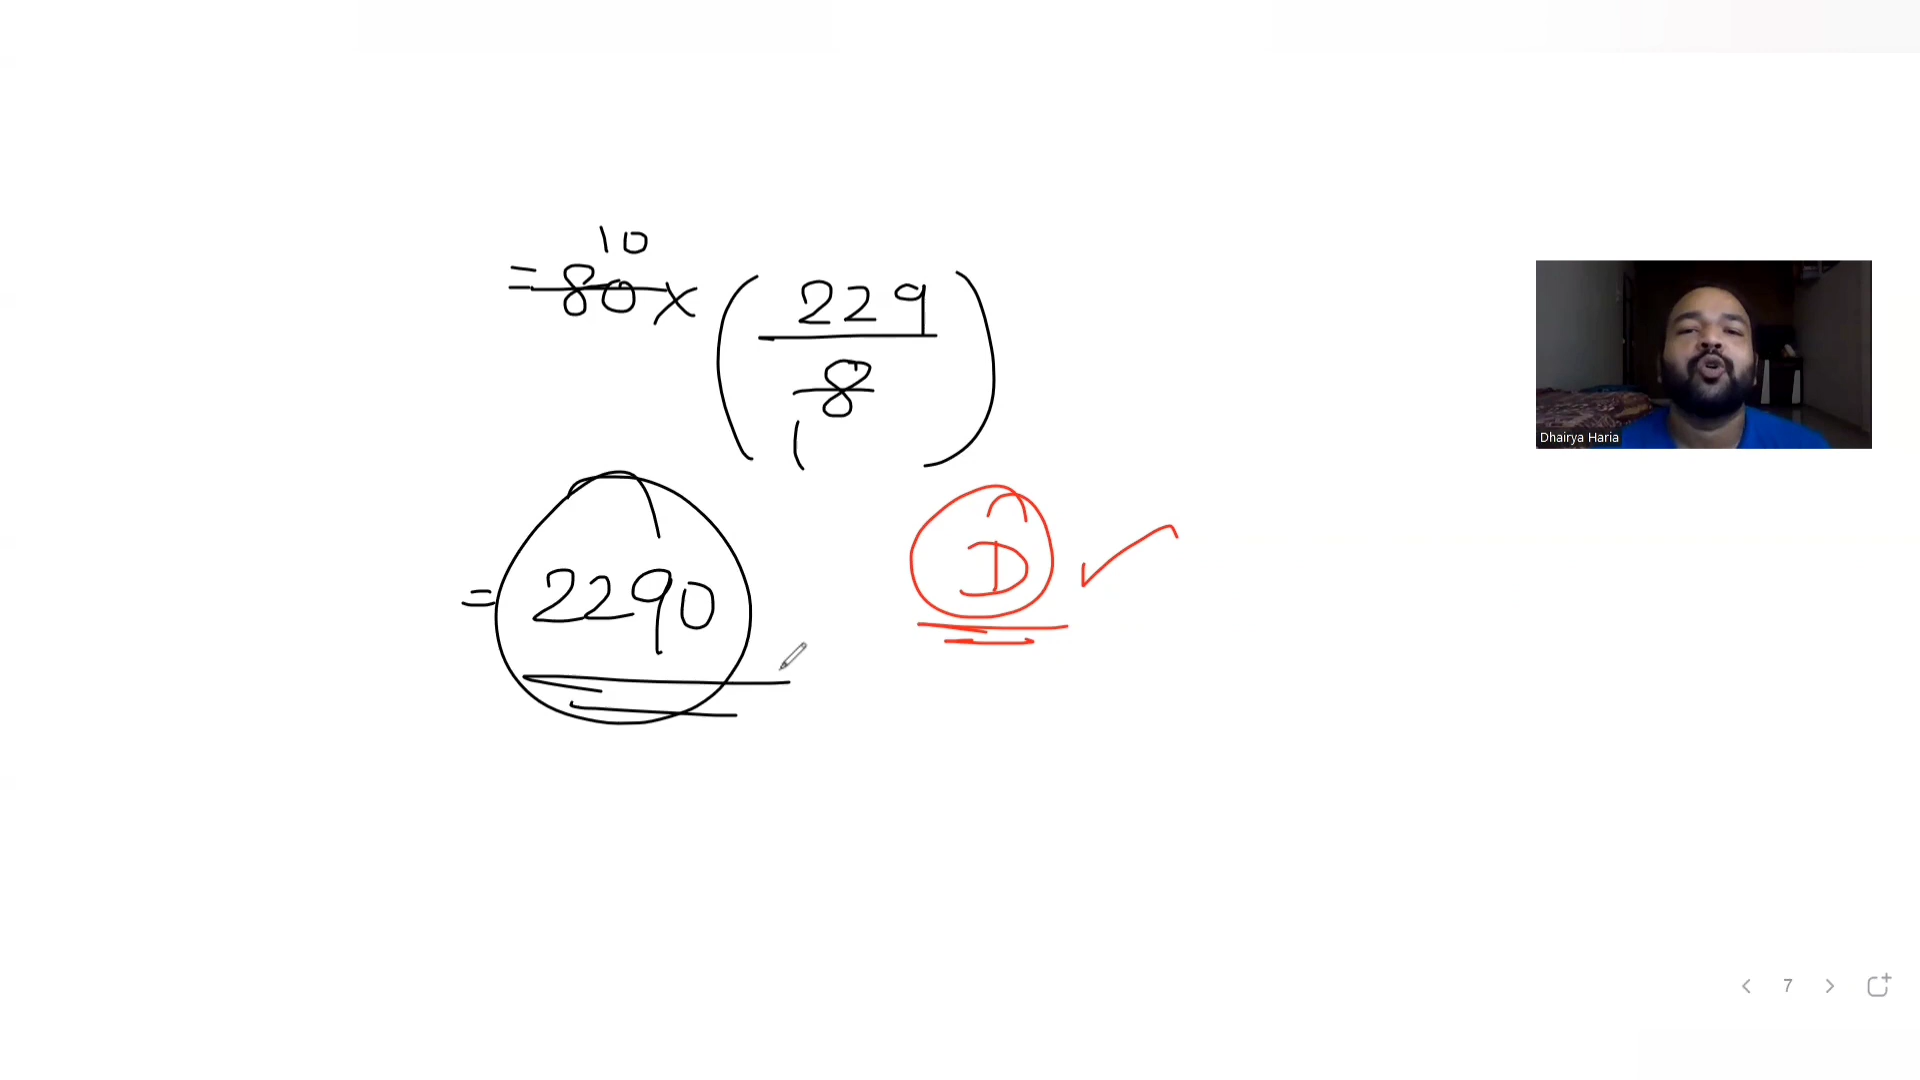 10
= 80 x ( 229
8 )
1
= 2290
D ✓
Dhairya Haria
< 7 >